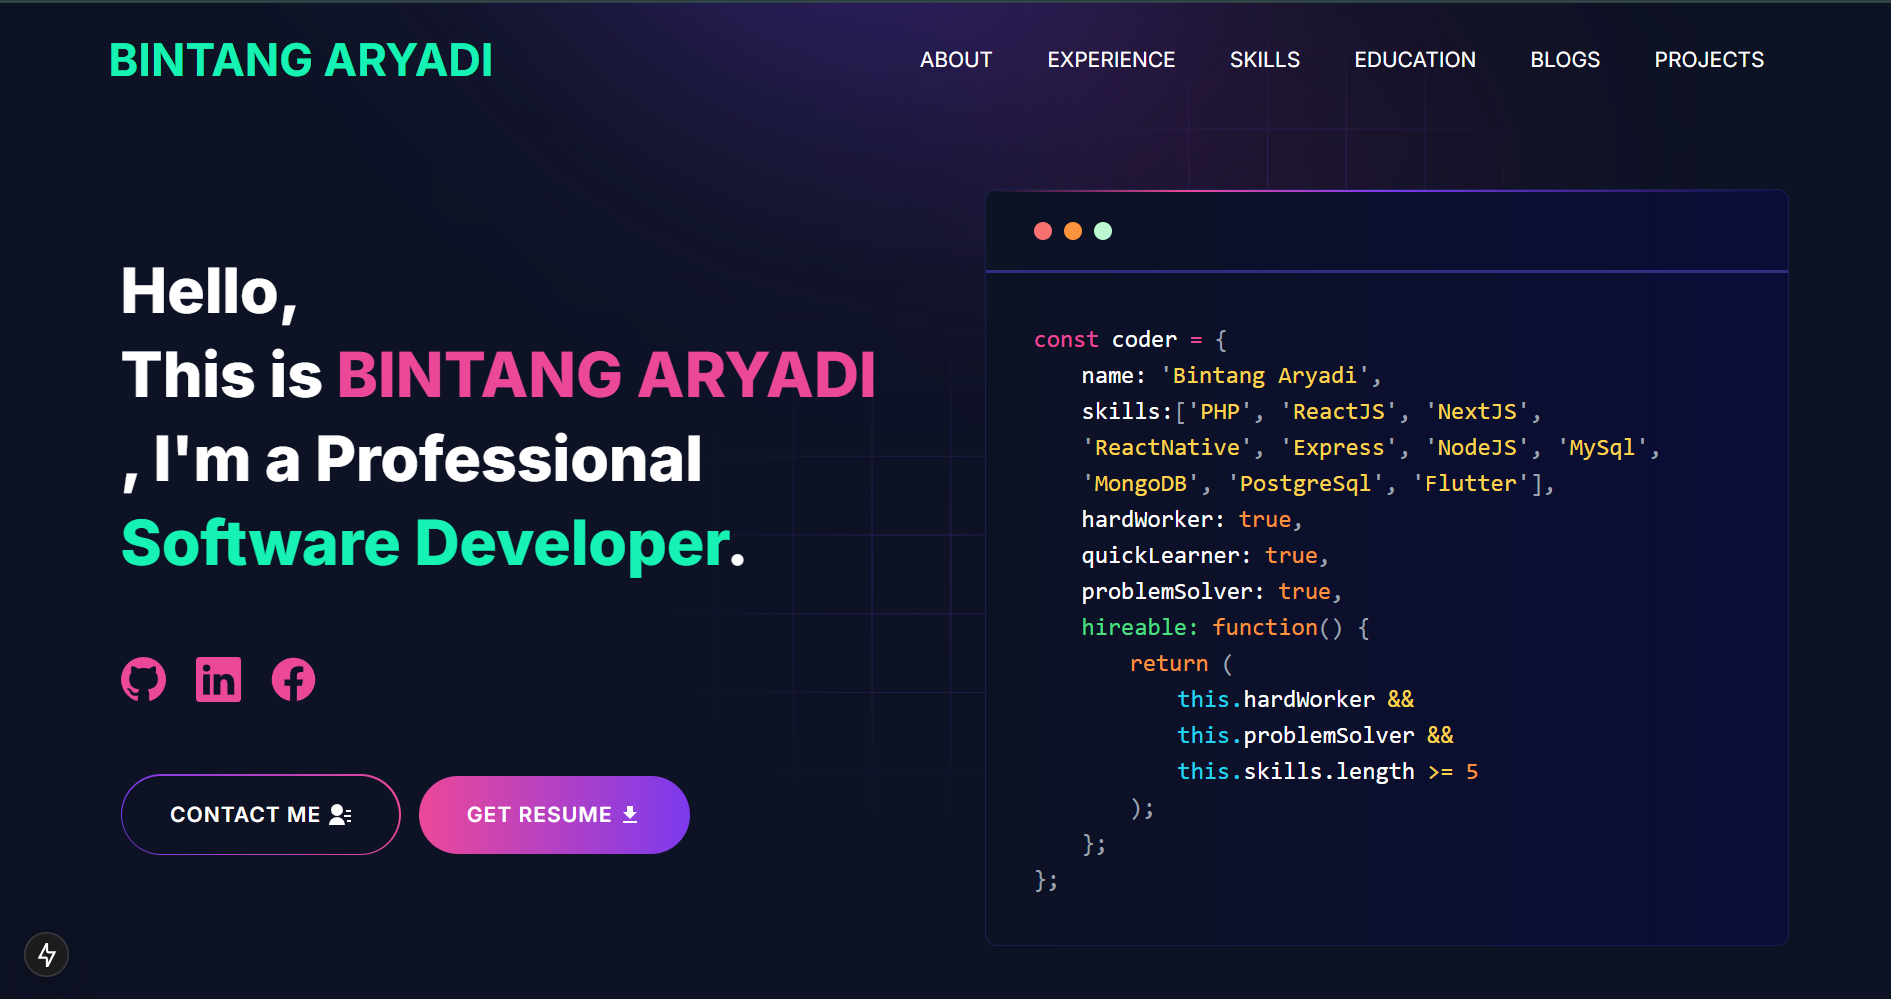 BINTANG ARYADI
ABOUT EXPERIENCE SKILLS EDUCATION BLOGS PROJECTS
Hello,
This is BINTANG ARYADI
, I'm a Professional
Software Developer.
CONTACT ME
GET RESUME
const coder = {
name: 'Bintang Aryadi',
skills:['PHP', 'ReactJS', 'NextJS',
'ReactNative', 'Express', 'NodeJS', 'MySql',
'MongoDB', 'PostgreSql', 'Flutter'],
hardWorker: true,
quickLearner: true,
problemSolver: true,
hireable: function() {
return (
this.hardWorker &&
this.problemSolver &&
this.skills.length >= 5
);
};
};